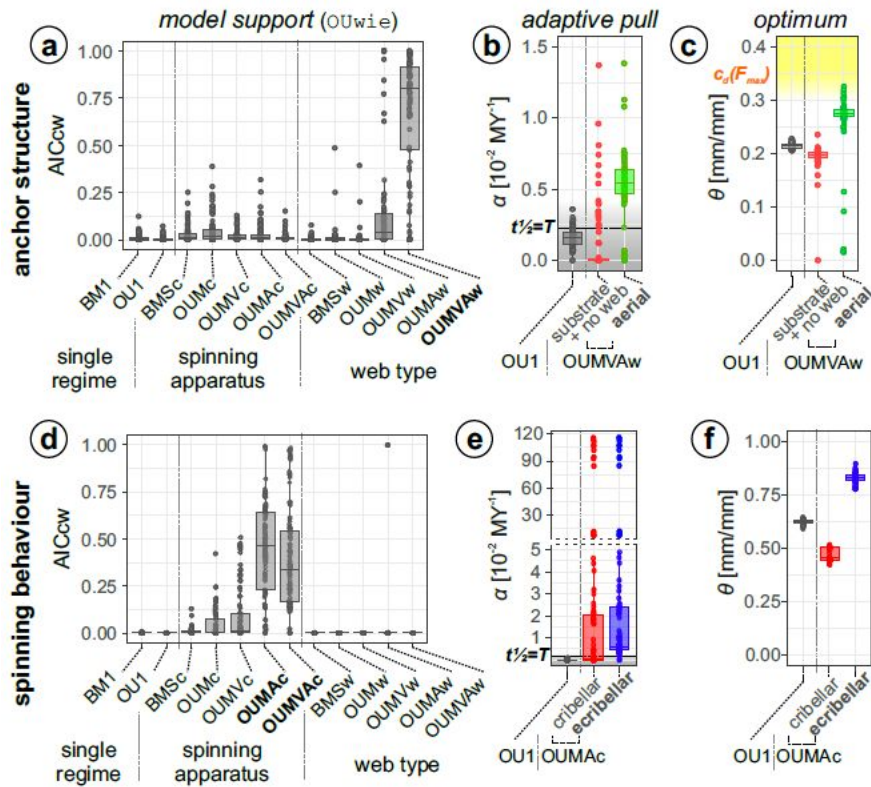 model support (OUwie)
adaptive pull
optimum
a
b
c
anchor structure
AICcw
1.00
0.75
0.50
0.25
0.00
BM1
OU1
BMSc
OUMc
OUMVc
OUMAc
OUMVAc
BMSw
OUMw
OUMVw
OUMAw
OUMVAw
single regime
spinning apparatus
web type
α [10⁻² MY⁻¹]
1.5
1.0
0.5
t½=T
0.0
substrate + no web
aerial
OU1
OUMVAw
θ [mm/mm]
0.4
c_d(F_max)
0.3
0.2
0.1
0.0
substrate + no web
aerial
OU1
OUMVAw
d
e
f
spinning behaviour
AICcw
1.00
0.75
0.50
0.25
0.00
BM1
OU1
BMSc
OUMc
OUMVc
OUMAc
OUMVAc
BMSw
OUMw
OUMVw
OUMAw
OUMVAw
single regime
spinning apparatus
web type
α [10⁻² MY⁻¹]
120
90
60
30
5
4
3
2
1
t½=T
cribellar
ecribellar
OU1
OUMAc
θ [mm/mm]
1.00
0.75
0.50
0.25
0.00
cribellar
ecribellar
OU1
OUMAc